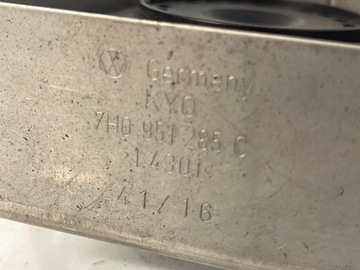 Germany
KYO
7H0 951 285 C
>1.4301<
41/16